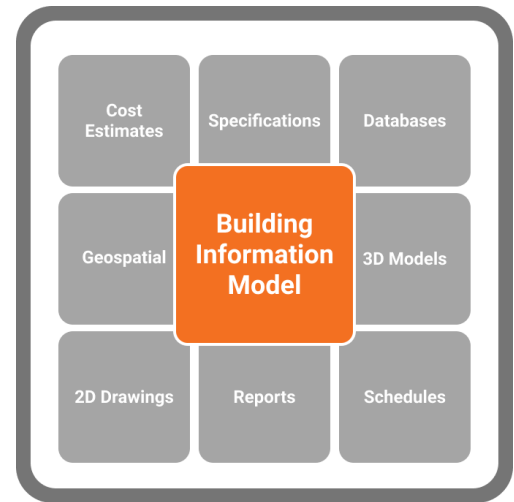 Cost
Estimates
Specifications
Databases
Geospatial
Building
Information
Model
3D Models
2D Drawings
Reports
Schedules